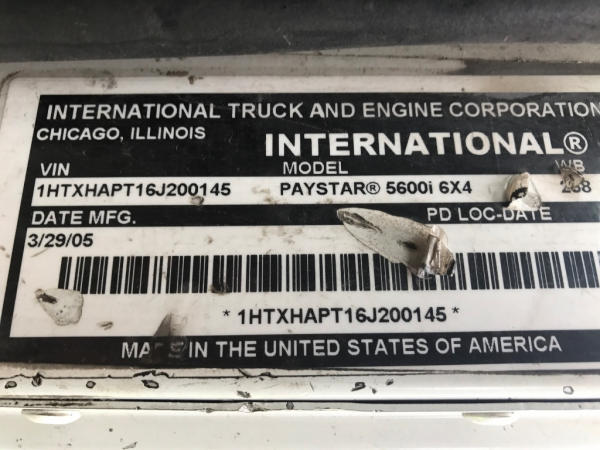 INTERNATIONAL TRUCK AND ENGINE CORPORATION
CHICAGO, ILLINOIS
INTERNATIONAL®
VIN MODEL WB
1HTXHAPT16J200145 PAYSTAR® 5600i 6X4
DATE MFG. PD LOC-DATE
3/29/05
* 1HTXHAPT16J200145 *
IN THE UNITED STATES OF AMERICA